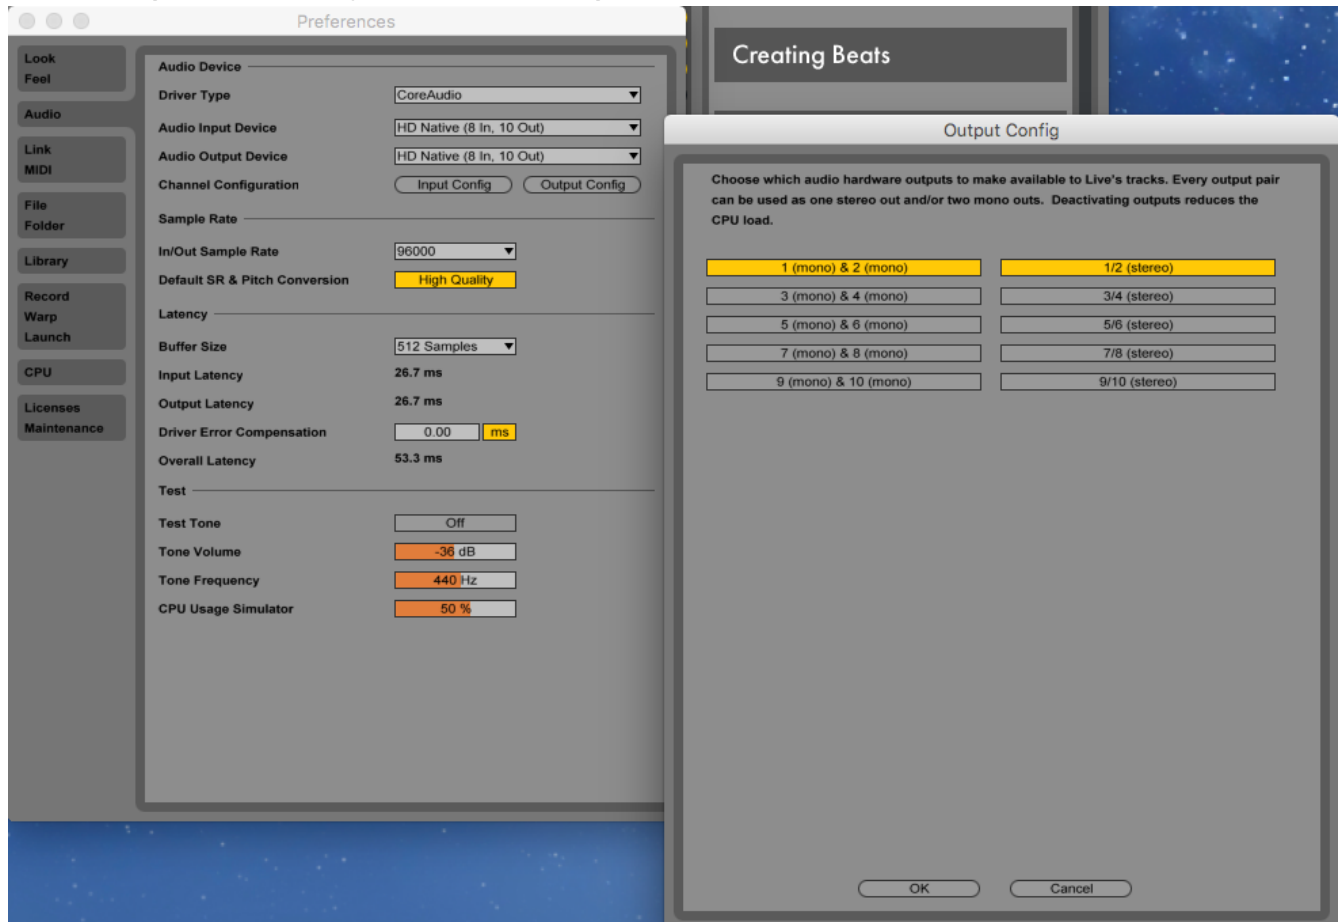 Preferences
Look
Feel
Audio
Link
MIDI
File
Folder
Library
Record
Warp
Launch
CPU
Licenses
Maintenance
Audio Device
Driver Type CoreAudio
Audio Input Device HD Native (8 In, 10 Out)
Audio Output Device HD Native (8 In, 10 Out)
Channel Configuration Input Config Output Config
Sample Rate
In/Out Sample Rate 96000
Default SR & Pitch Conversion High Quality
Latency
Buffer Size 512 Samples
Input Latency 26.7 ms
Output Latency 26.7 ms
Driver Error Compensation 0.00 ms
Overall Latency 53.3 ms
Test
Test Tone Off
Tone Volume -36 dB
Tone Frequency 440 Hz
CPU Usage Simulator 50 %
Creating Beats
Output Config
Choose which audio hardware outputs to make available to Live's tracks. Every output pair
can be used as one stereo out and/or two mono outs. Deactivating outputs reduces the
CPU load.
1 (mono) & 2 (mono) 1/2 (stereo)
3 (mono) & 4 (mono) 3/4 (stereo)
5 (mono) & 6 (mono) 5/6 (stereo)
7 (mono) & 8 (mono) 7/8 (stereo)
9 (mono) & 10 (mono) 9/10 (stereo)
OK Cancel